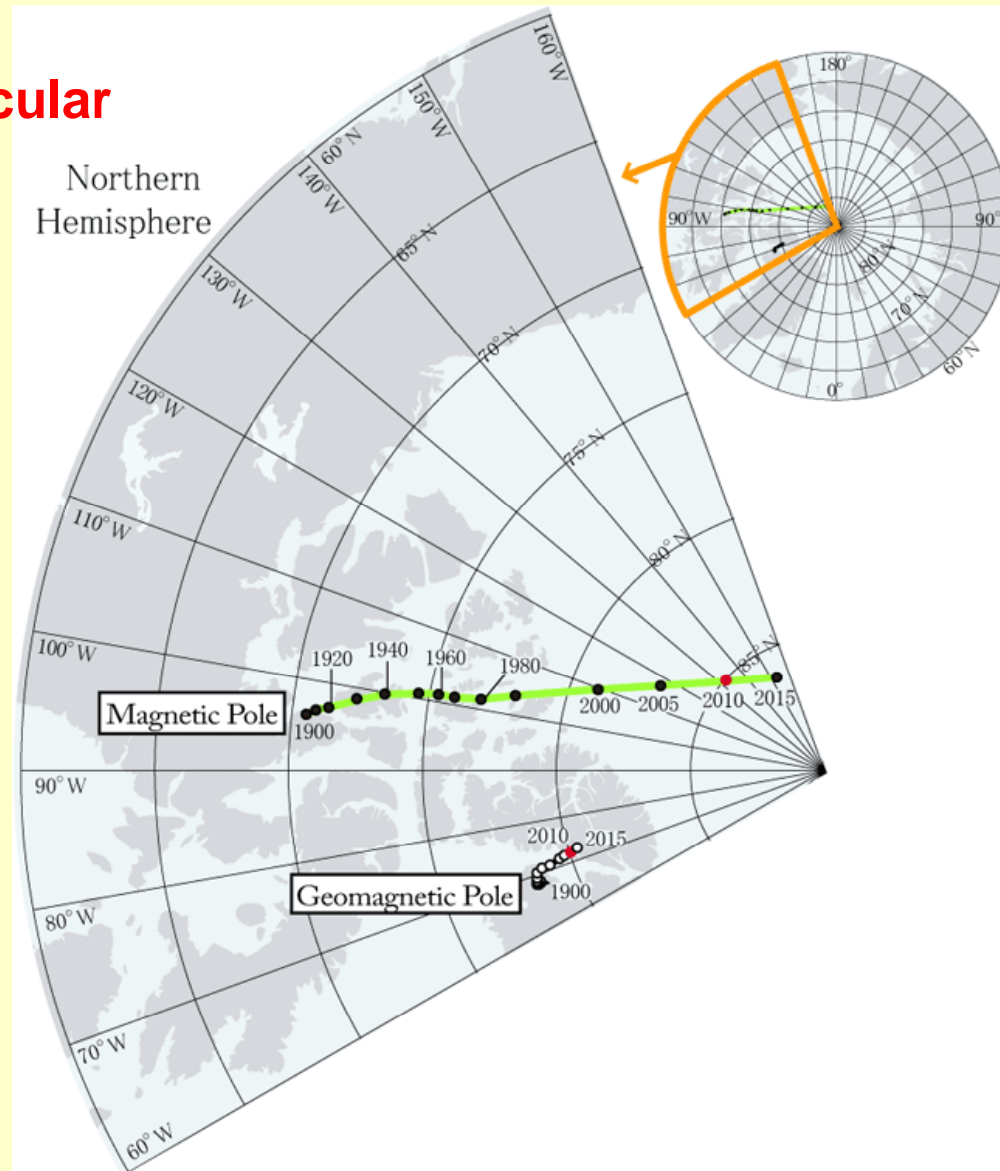 cular
Northern
Hemisphere
160°W
150°W
60°N
140°W
65°N
130°W
70°N
120°W
75°N
110°W
80°N
100°W
85°N
1920
1940
1960
1980
Magnetic Pole
1900
2000
2005
2010
2015
90°W
2010
2015
Geomagnetic Pole
1900
80°W
70°W
60°W
180°
90°W
90°
80°N
70°N
60°N
0°